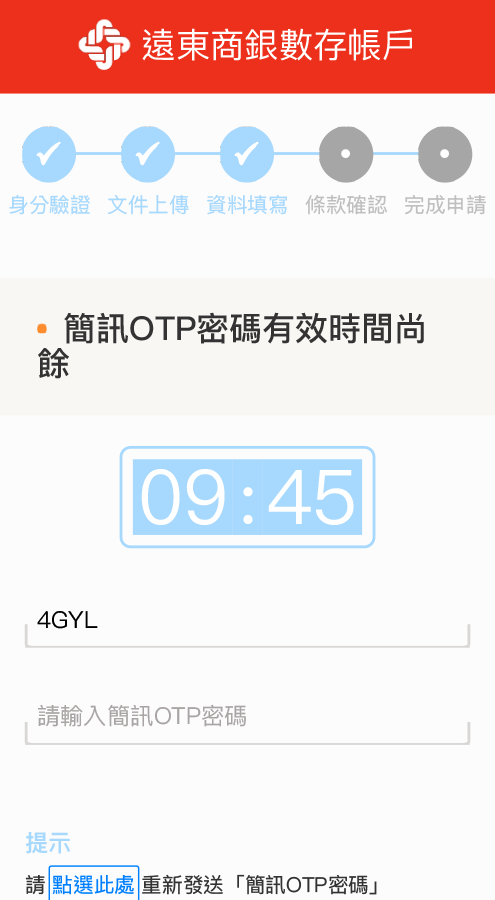 遠東商銀數存帳戶
身分驗證 文件上傳 資料填寫 條款確認 完成申請
簡訊OTP密碼有效時間尚
餘
09:45
4GYL
請輸入簡訊OTP密碼
提示
請 點選此處 重新發送「簡訊OTP密碼」